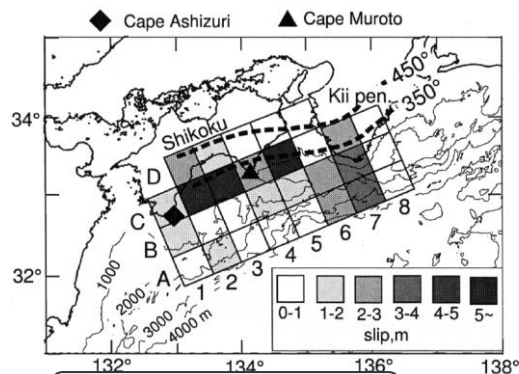 Cape Ashizuri Cape Muroto
34°
32°
Shikoku
Kii pen.
450°
350°
D
C
B
A
1 2 3 4 5 6 7 8
1000
2000
3000
4000 m
0-1 1-2 2-3 3-4 4-5 5~
slip,m
132° 134° 136° 138°